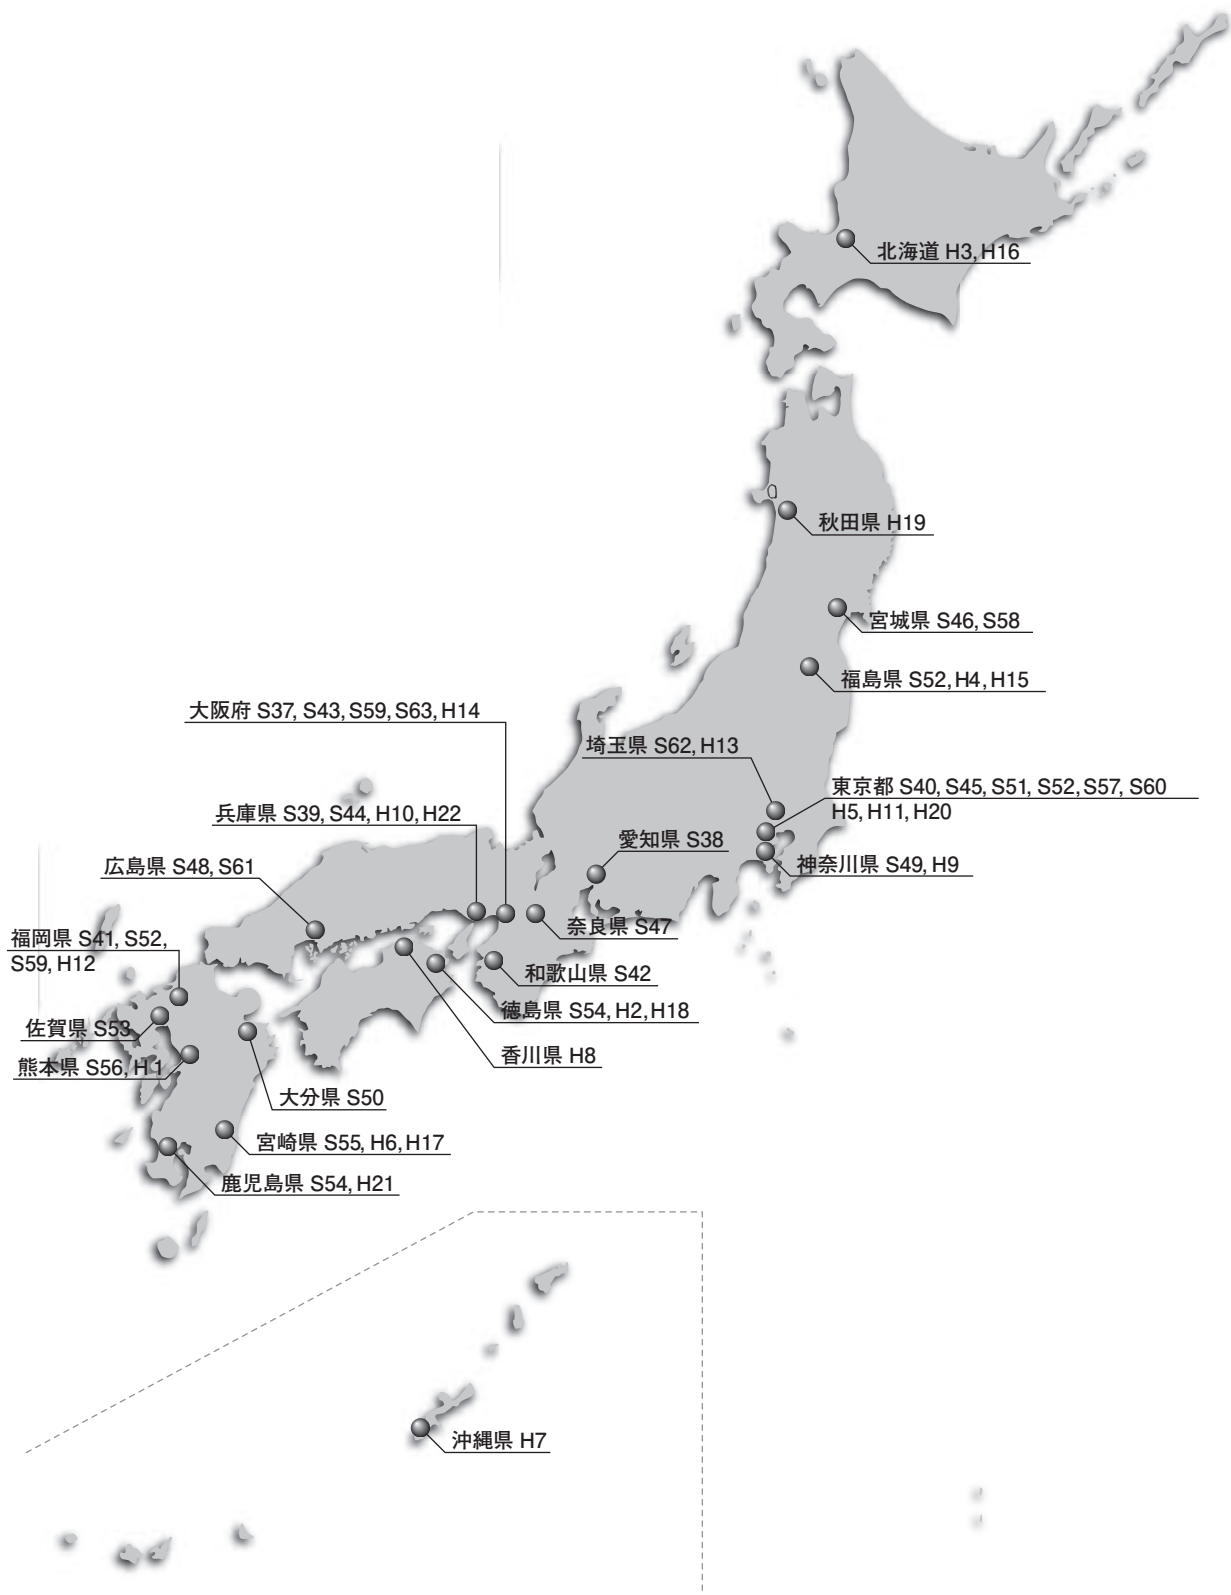 北海道 H3, H16
秋田県 H19
宮城県 S46, S58
福島県 S52, H4, H15
大阪府 S37, S43, S59, S63, H14
埼玉県 S62, H13
東京都 S40, S45, S51, S52, S57, S60
H5, H11, H20
兵庫県 S39, S44, H10, H22
愛知県 S38
神奈川県 S49, H9
広島県 S48, S61
奈良県 S47
福岡県 S41, S52,
S59, H12
和歌山県 S42
徳島県 S54, H2, H18
佐賀県 S53
香川県 H8
熊本県 S56, H1
大分県 S50
宮崎県 S55, H6, H17
鹿児島県 S54, H21
沖縄県 H7